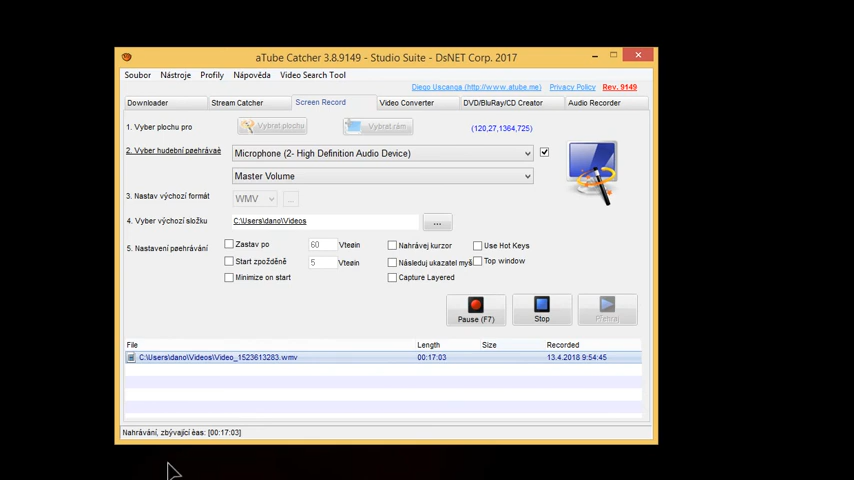 aTube Catcher 3.8.9149 - Studio Suite - DsNET Corp. 2017
Soubor Nástroje Profily Nápověda Video Search Tool
Diego Uscanga (http://www.atube.me) Privacy Policy Rev. 9149
Downloader Stream Catcher Screen Record Video Converter DVD/BluRay/CD Creator Audio Recorder
1. Vyber plochu pro Vybrat plochu Vybrat rám (120,27,1364,725)
2. Vyber hudební pøehrávaè Microphone (2- High Definition Audio Device)
Master Volume
3. Nastav výchozí formát WMV ...
4. Vyber výchozí složku C:\Users\dano\Videos ...
5. Nastavení pøehrávání Zastav po 60 Vteøin Nahrávej kurzor Use Hot Keys
Start zpožděně 5 Vteøin Následuj ukazatel myš Top window
Minimize on start Capture Layered
Pause (F7) Stop Přehraj
File Length Size Recorded
C:\Users\dano\Videos\Video_1523613283.wmv 00:17:03 13.4.2018 9:54:45
Nahrávání, zbývající èas: [00:17:03]